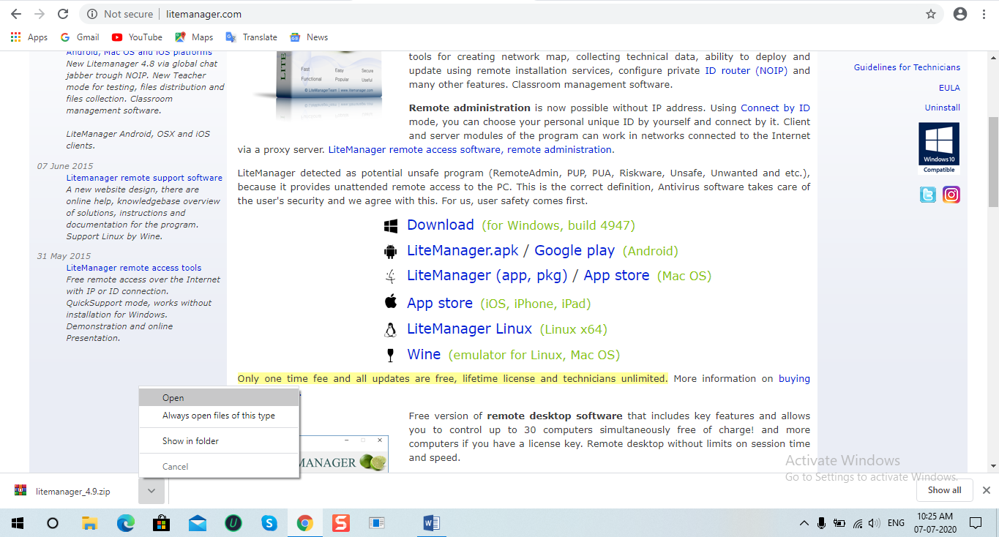 Not secure | litemanager.com
Apps Gmail YouTube Maps Translate News
Android, Mac OS and iOS platforms
New Litemanager 4.8 via global chat
jabber trough NOIP. New Teacher
mode for testing, files distribution and
files collection. Classroom
management software.
LiteManager Android, OSX and iOS
clients.
07 June 2015
Litemanager remote support software
A new website design, there are
online help, knowledgebase overview
of solutions, instructions and
documentation for the program.
Support Linux by Wine.
31 May 2015
LiteManager remote access tools
Free remote access over the Internet
with IP or ID connection.
QuickSupport mode, works without
installation for Windows.
Demonstration and online
Presentation.
LITE
Fast Easy Secure
Functional Popular Useful
© LiteManagerTeam | www.litemanager.com
tools for creating network map, collecting technical data, ability to deploy and
update using remote installation services, configure private ID router (NOIP) and
many other features. Classroom management software.
Remote administration is now possible without IP address. Using Connect by ID
mode, you can choose your personal unique ID by yourself and connect by it. Client
and server modules of the program can work in networks connected to the Internet
via a proxy server. LiteManager remote access software, remote administration.
LiteManager detected as potential unsafe program (RemoteAdmin, PUP, PUA, Riskware, Unsafe, Unwanted and etc.),
because it provides unattended remote access to the PC. This is the correct definition, Antivirus software takes care of
the user's security and we agree with this. For us, user safety comes first.
Download (for Windows, build 4947)
LiteManager.apk / Google play (Android)
LiteManager (app, pkg) / App store (Mac OS)
App store (iOS, iPhone, iPad)
LiteManager Linux (Linux x64)
Wine (emulator for Linux, Mac OS)
Only one time fee and all updates are free, lifetime license and technicians unlimited. More information on buying
Free version of remote desktop software that includes key features and allows
you to control up to 30 computers simultaneously free of charge! and more
computers if you have a license key. Remote desktop without limits on session time
and speed.
MANAGER
Guidelines for Technicians
EULA
Uninstall
Windows 10
Compatible
Open
Always open files of this type
Show in folder
Cancel
Activate Windows
Go to Settings to activate Windows.
litemanager_4.9.zip
Show all
ENG
10:25 AM
07-07-2020